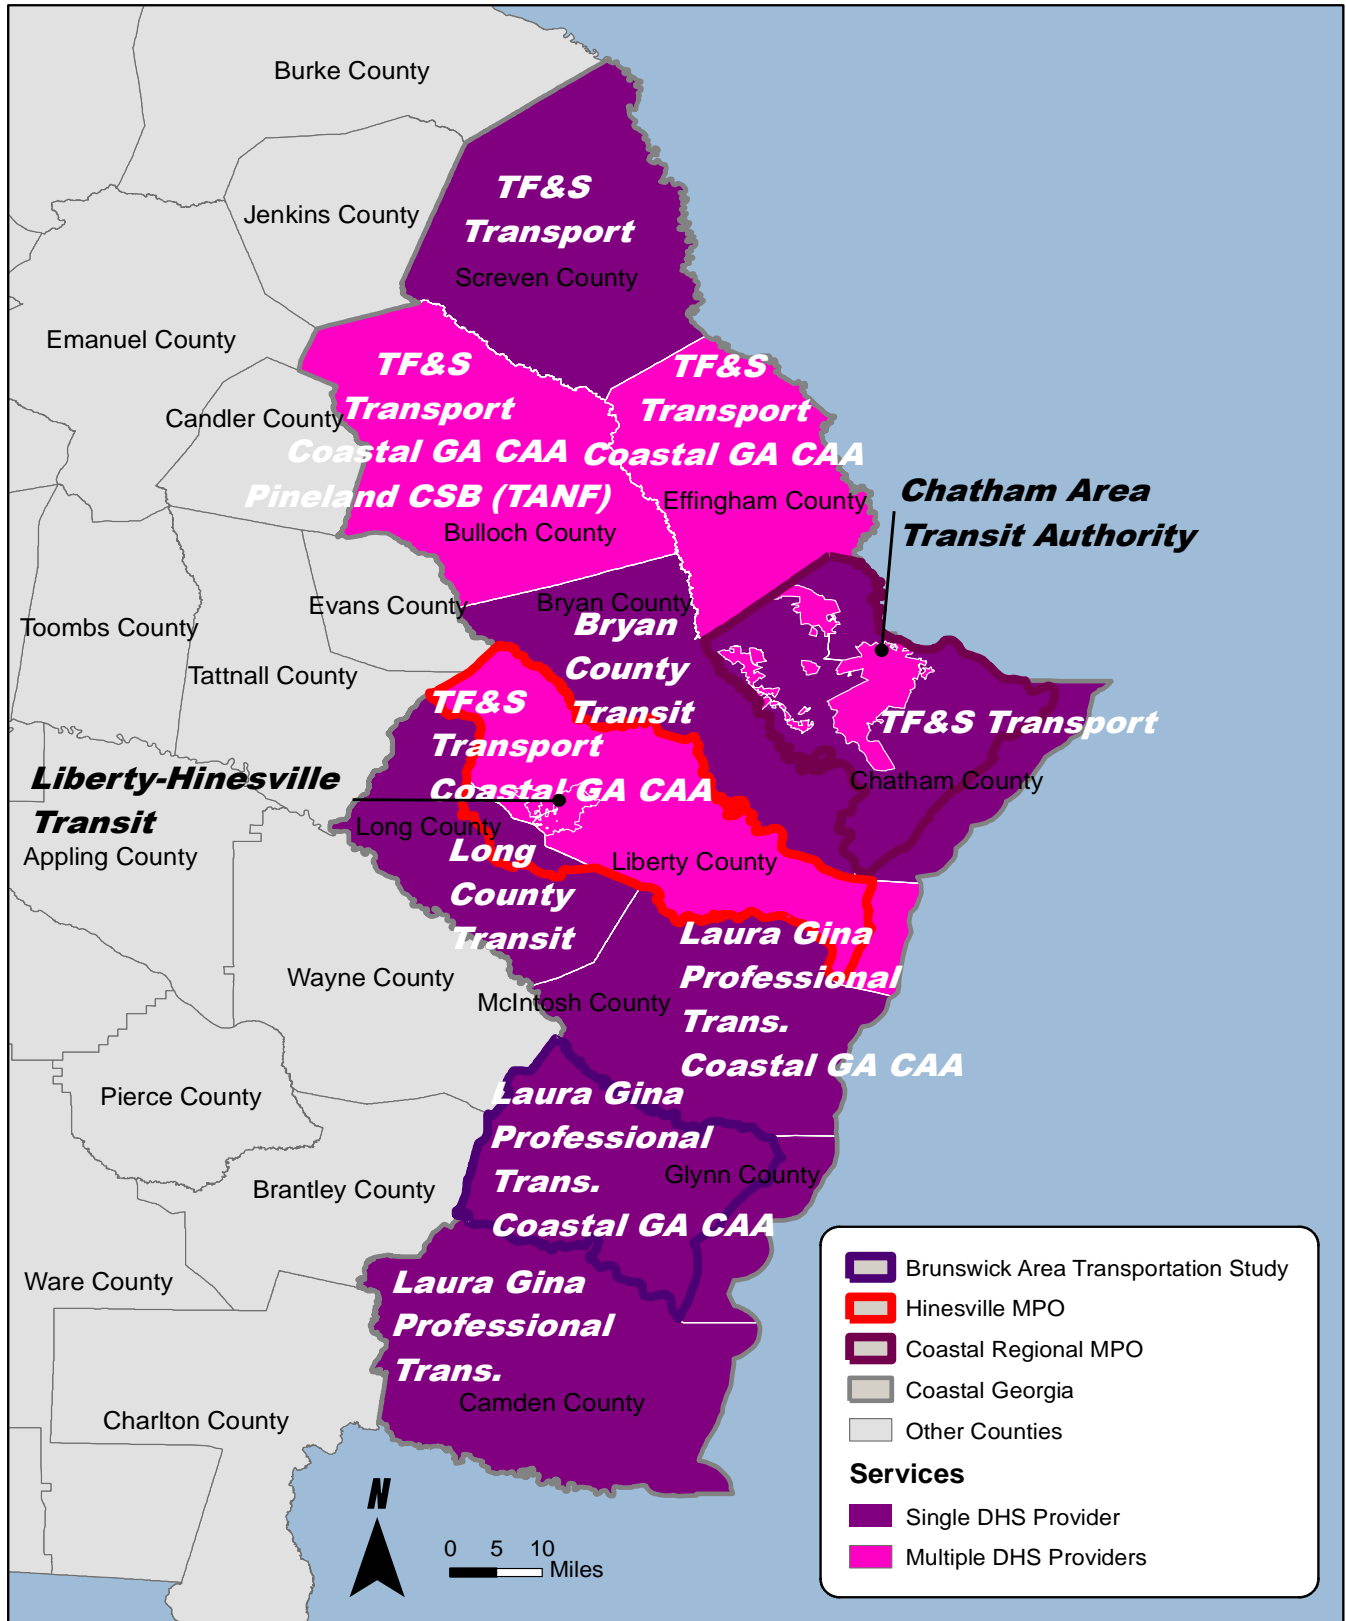 Burke County
Jenkins County
TF&S
Transport
Screven County
Emanuel County
TF&S
Transport
Coastal GA CAA
Pineland CSB (TANF)
Bulloch County
TF&S
Transport
Coastal GA CAA
Effingham County
Candler County
Chatham Area
Transit Authority
Evans County
Toombs County
Tattnall County
Bryan County
Bryan
County
Transit
TF&S Transport
Chatham County
TF&S
Transport
Coastal GA CAA
Liberty-Hinesville
Transit
Appling County
Long County
Long
County
Transit
Liberty County
Wayne County
McIntosh County
Laura Gina
Professional
Trans.
Coastal GA CAA
Pierce County
Laura Gina
Professional
Trans.
Coastal GA CAA
Glynn County
Brantley County
Ware County
Laura Gina
Professional
Trans.
Camden County
Charlton County
N
0 5 10
Miles
Brunswick Area Transportation Study
Hinesville MPO
Coastal Regional MPO
Coastal Georgia
Other Counties
Services
Single DHS Provider
Multiple DHS Providers